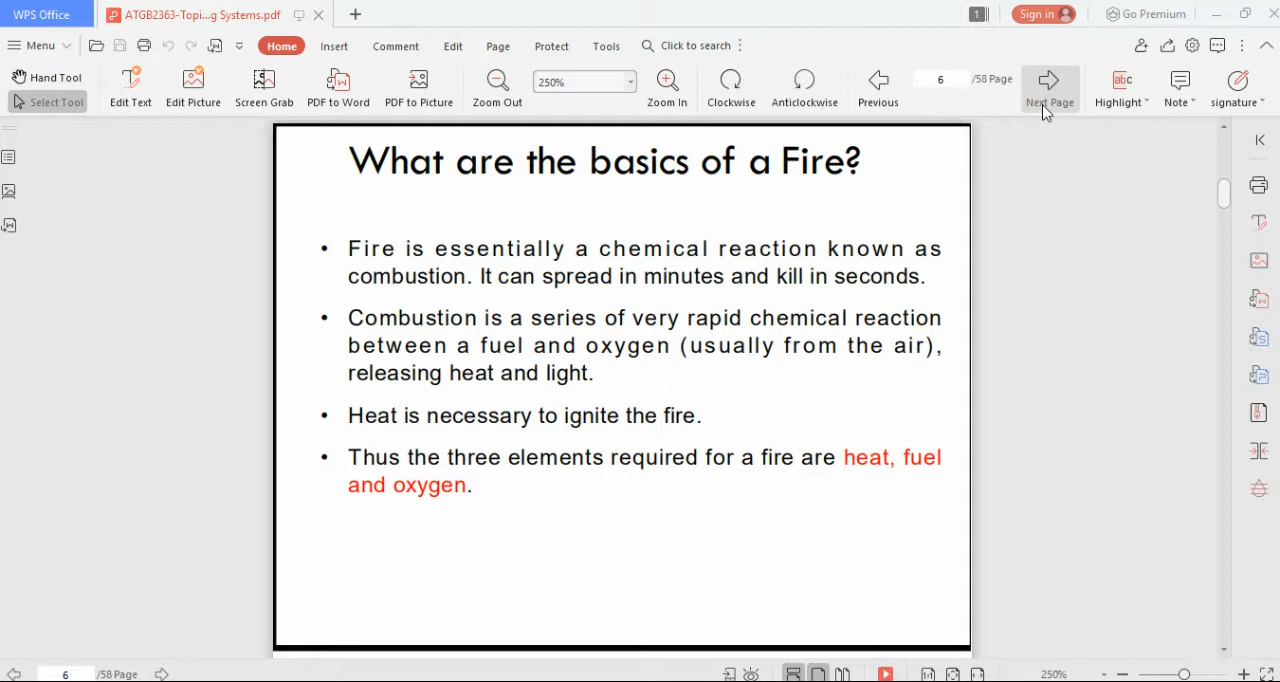 WPS Office
ATGB2363-Topi...g Systems.pdf
1
Sign in
Go Premium
Menu
Home
Insert
Comment
Edit
Page
Protect
Tools
Click to search
Hand Tool
Select Tool
Edit Text
Edit Picture
Screen Grab
PDF to Word
PDF to Picture
Zoom Out
250%
Zoom In
Clockwise
Anticlockwise
Previous
6 /58 Page
Next Page
Highlight
Note
signature
What are the basics of a Fire?
• Fire is essentially a chemical reaction known as
combustion. It can spread in minutes and kill in seconds.
• Combustion is a series of very rapid chemical reaction
between a fuel and oxygen (usually from the air),
releasing heat and light.
• Heat is necessary to ignite the fire.
• Thus the three elements required for a fire are heat, fuel
and oxygen.
6 /58 Page
250%